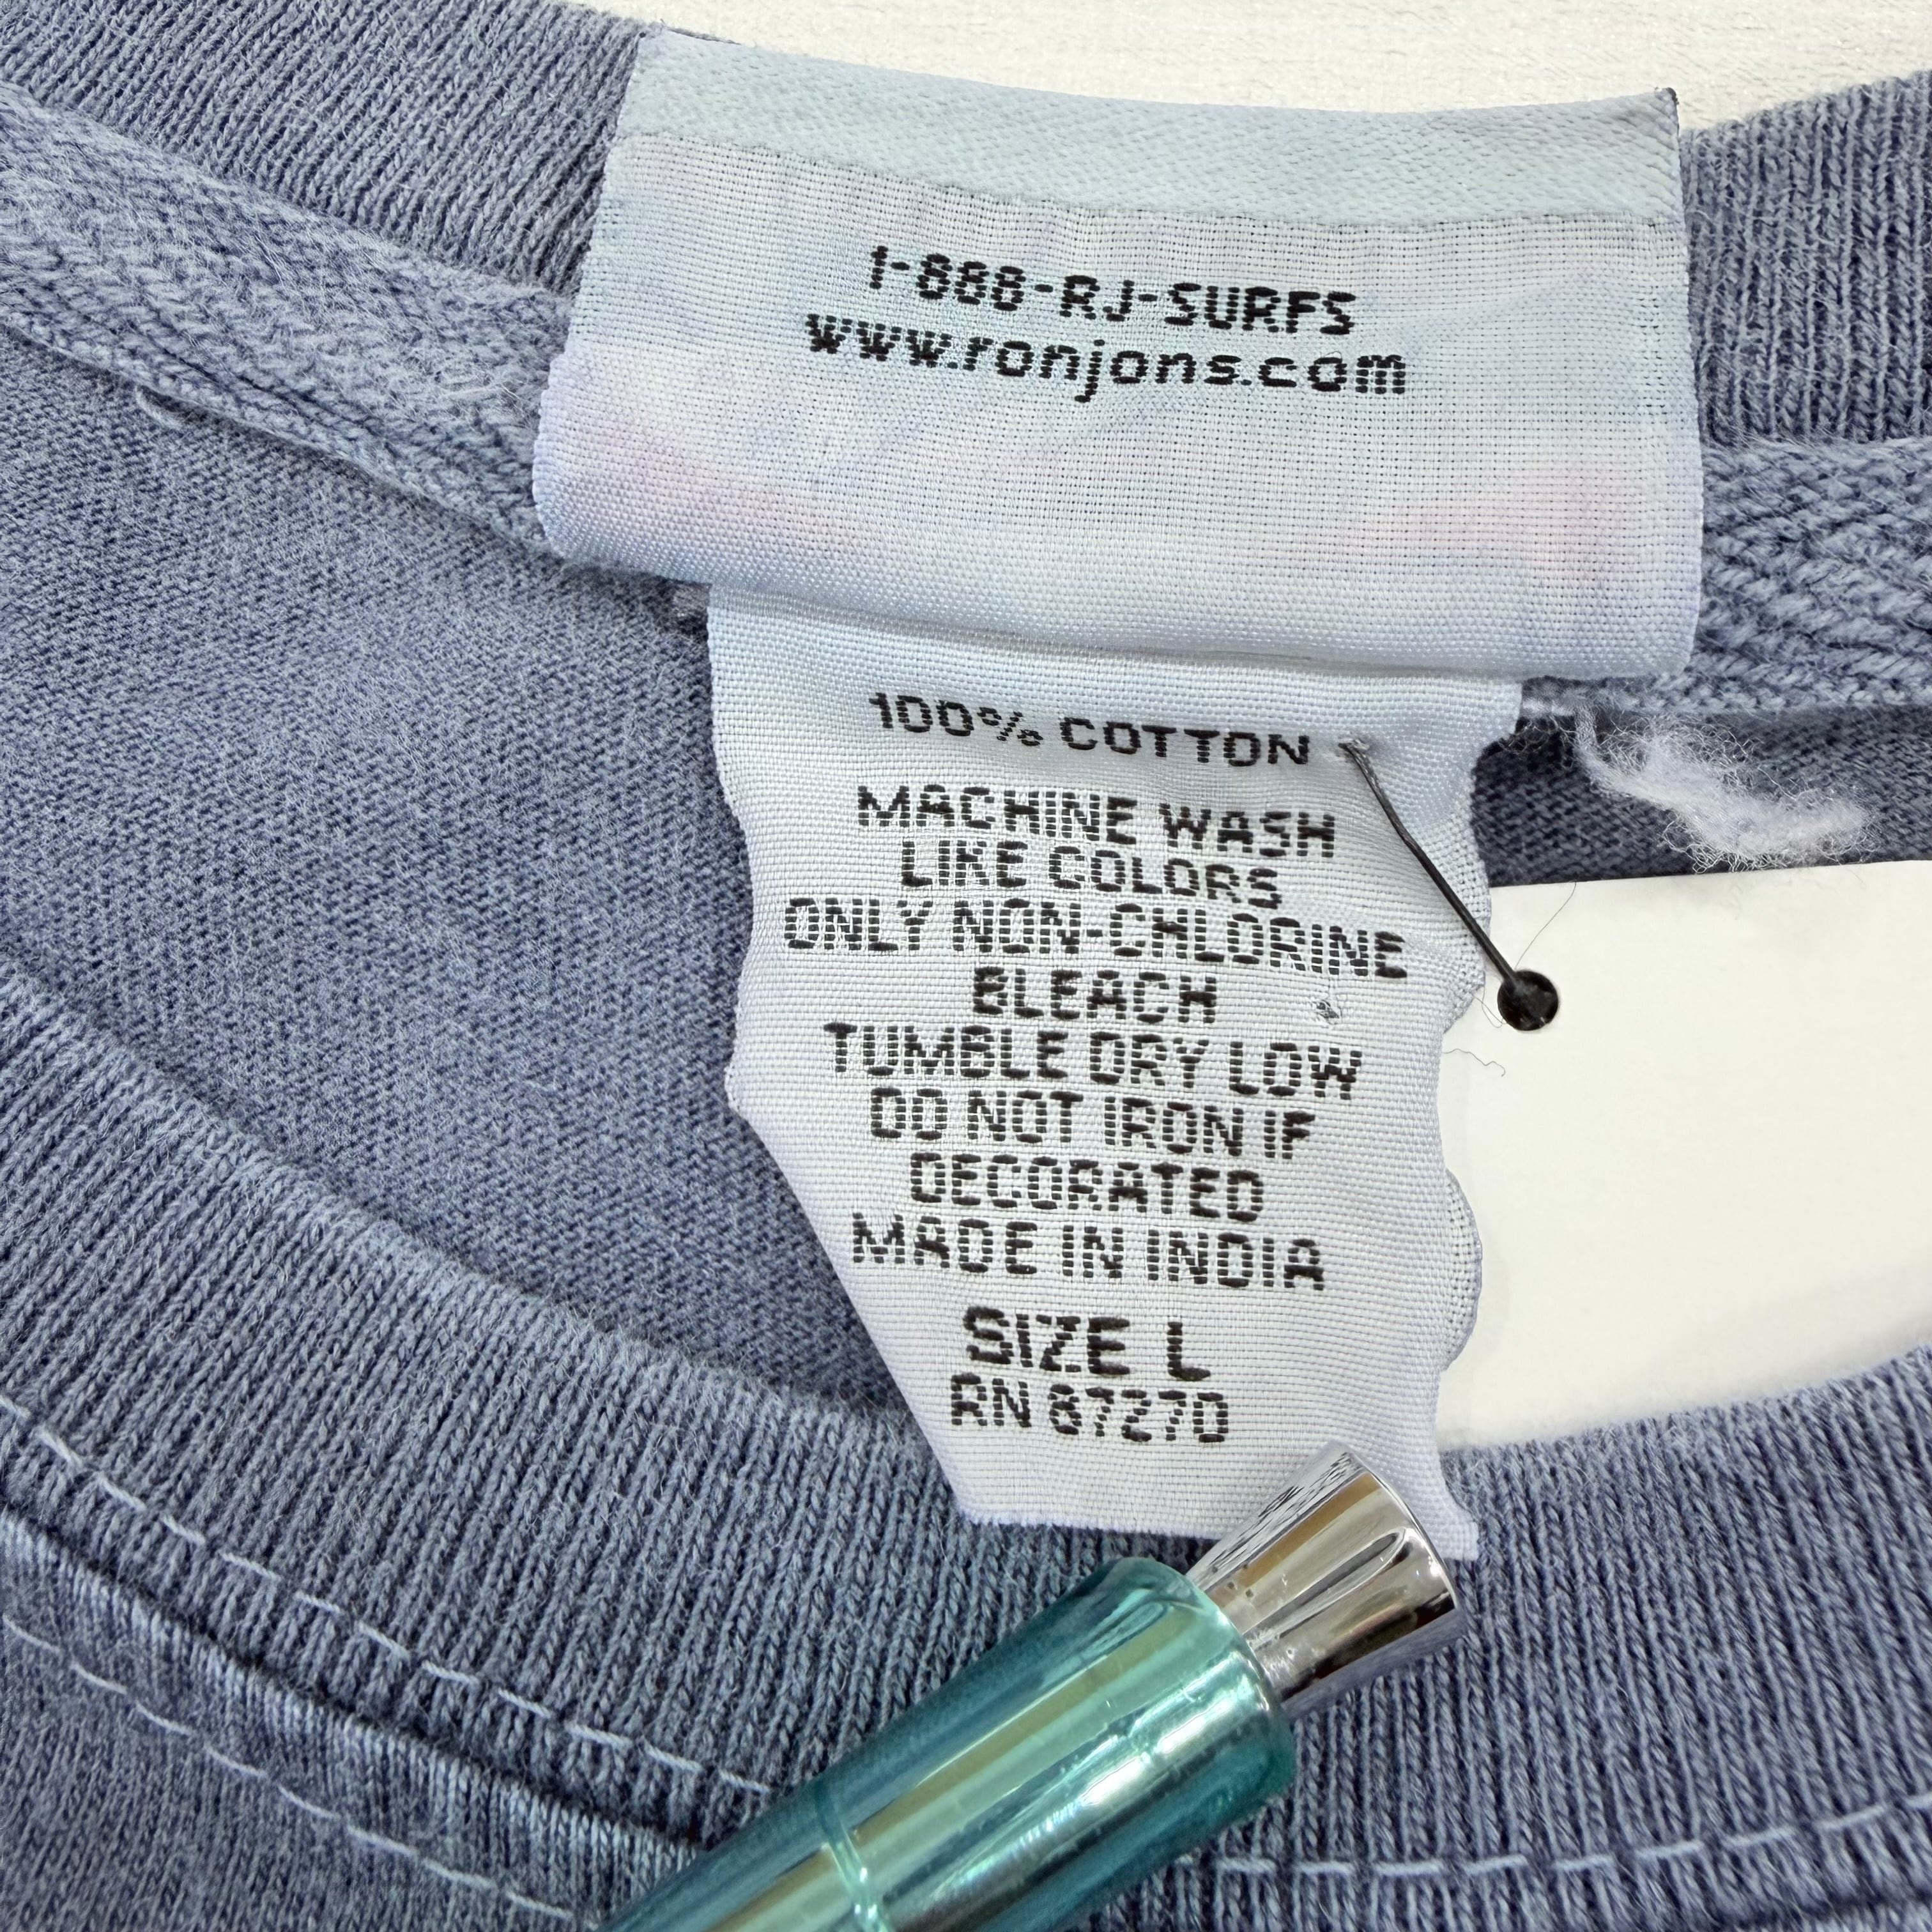 1-888-RJ-SURFS
www.ronjons.com
100% COTTON
MACHINE WASH
LIKE COLORS
ONLY NON-CHLORINE
BLEACH
TUMBLE DRY LOW
DO NOT IRON IF
DECORATED
MADE IN INDIA
SIZE L
RN 87270